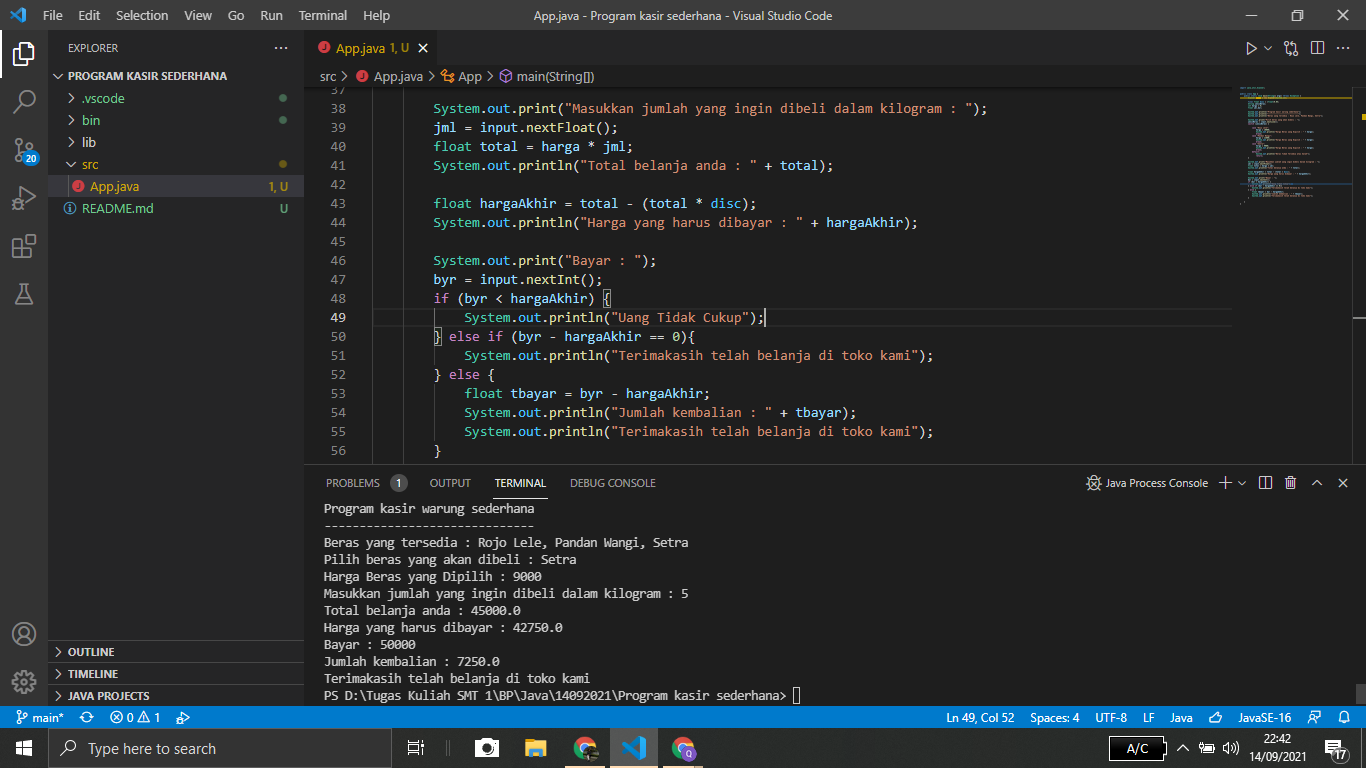 File Edit Selection View Go Run Terminal Help
App.java - Program kasir sederhana - Visual Studio Code
EXPLORER
PROGRAM KASIR SEDERHANA
.vscode
bin
lib
src
App.java 1, U
README.md U
OUTLINE
TIMELINE
JAVA PROJECTS
20
App.java 1, U
src > App.java > App > main(String[])
37
38 System.out.print("Masukkan jumlah yang ingin dibeli dalam kilogram : ");
39 jml = input.nextFloat();
40 float total = harga * jml;
41 System.out.println("Total belanja anda : " + total);
42
43 float hargaAkhir = total - (total * disc);
44 System.out.println("Harga yang harus dibayar : " + hargaAkhir);
45
46 System.out.print("Bayar : ");
47 byr = input.nextInt();
48 if (byr < hargaAkhir) {
49 System.out.println("Uang Tidak Cukup");
50 } else if (byr - hargaAkhir == 0){
51 System.out.println("Terimakasih telah belanja di toko kami");
52 } else {
53 float tbayar = byr - hargaAkhir;
54 System.out.println("Jumlah kembalian : " + tbayar);
55 System.out.println("Terimakasih telah belanja di toko kami");
56 }
PROBLEMS 1 OUTPUT TERMINAL DEBUG CONSOLE
Java Process Console
Program kasir warung sederhana
------------------------------
Beras yang tersedia : Rojo Lele, Pandan Wangi, Setra
Pilih beras yang akan dibeli : Setra
Harga Beras yang Dipilih : 9000
Masukkan jumlah yang ingin dibeli dalam kilogram : 5
Total belanja anda : 45000.0
Harga yang harus dibayar : 42750.0
Bayar : 50000
Jumlah kembalian : 7250.0
Terimakasih telah belanja di toko kami
PS D:\Tugas Kuliah SMT 1\BP\Java\14092021\Program kasir sederhana>
main* 0 1
Ln 49, Col 52 Spaces: 4 UTF-8 LF Java JavaSE-16
Type here to search
A/C
22:42
14/09/2021
17